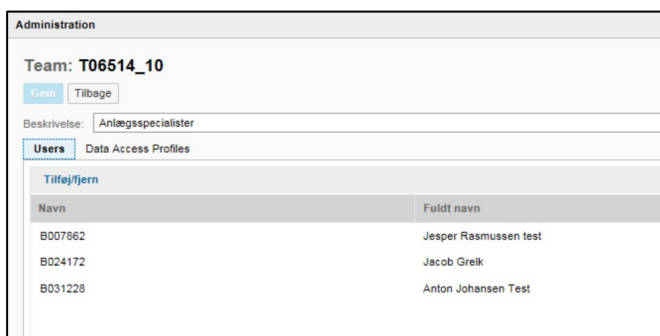 Administration
Team: T06514_10
Gem Tilbage
Beskrivelse: Anlægsspecialister
Users Data Access Profiles
Tilføj/fjern
Navn Fuldt navn
B007862 Jesper Rasmussen test
B024172 Jacob Grelk
B031228 Anton Johansen Test